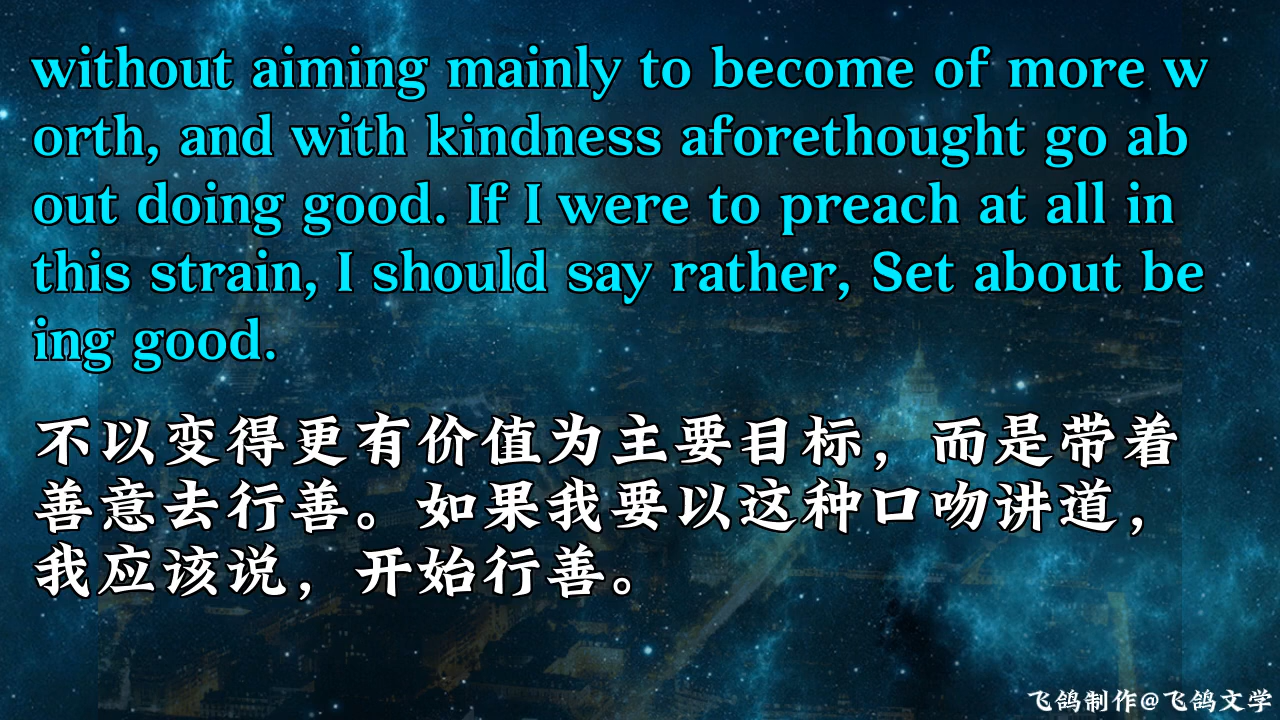 without aiming mainly to become of more w
orth, and with kindness aforethought go ab
out doing good. If I were to preach at all in
this strain, I should say rather, Set about be
ing good.
不以变得更有价值为主要目标，而是带着
善意去行善。如果我要以这种口吻讲道，
我应该说，开始行善。
飞鸽制作@飞鸽文学